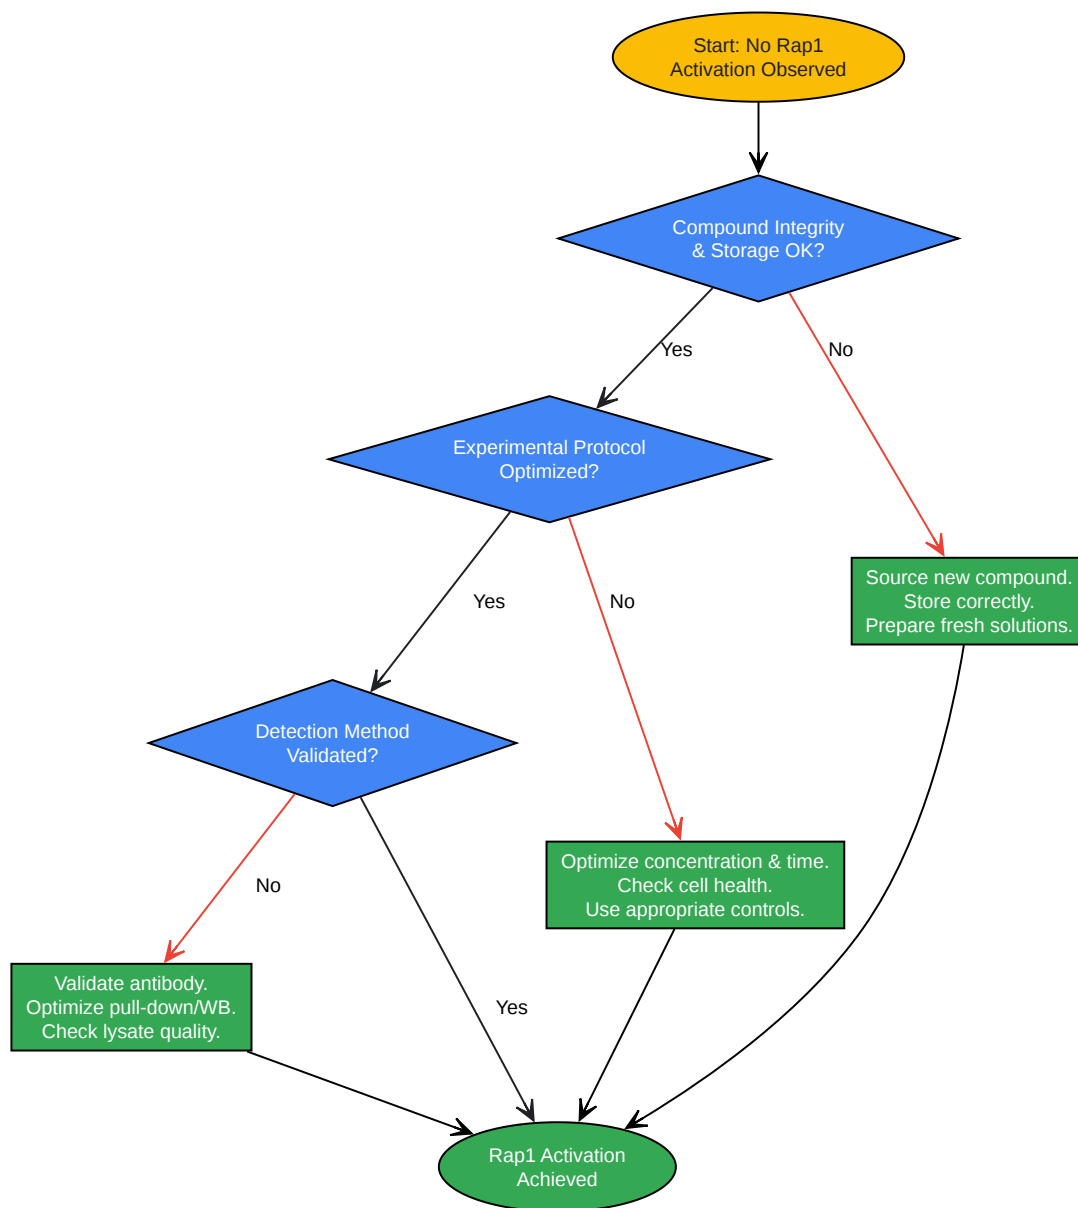 Start: No Rap1
Activation Observed
Compound Integrity
& Storage OK?
Yes
No
Experimental Protocol
Optimized?
Yes
No
Source new compound.
Store correctly.
Prepare fresh solutions.
Detection Method
Validated?
No
Yes
Optimize concentration & time.
Check cell health.
Use appropriate controls.
Validate antibody.
Optimize pull-down/WB.
Check lysate quality.
Rap1 Activation
Achieved